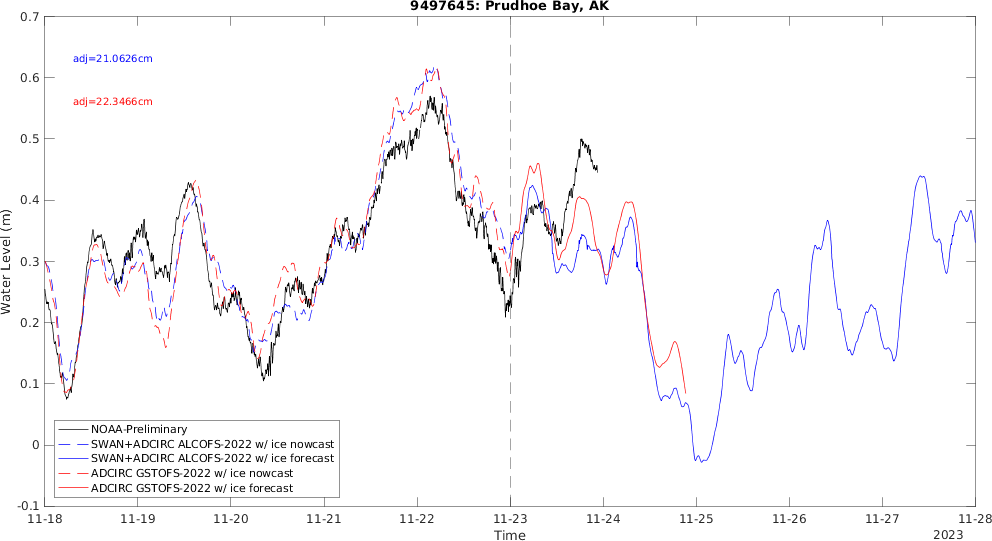 9497645: Prudhoe Bay, AK
0.7
0.6
0.5
0.4
0.3
0.2
0.1
0
-0.1
Water Level (m)
adj=21.0626cm
adj=22.3466cm
NOAA-Preliminary
SWAN+ADCIRC ALCOFS-2022 w/ ice nowcast
SWAN+ADCIRC ALCOFS-2022 w/ ice forecast
ADCIRC GSTOFS-2022 w/ ice nowcast
ADCIRC GSTOFS-2022 w/ ice forecast
11-18 11-19 11-20 11-21 11-22 11-23 11-24 11-25 11-26 11-27 11-28
Time
2023